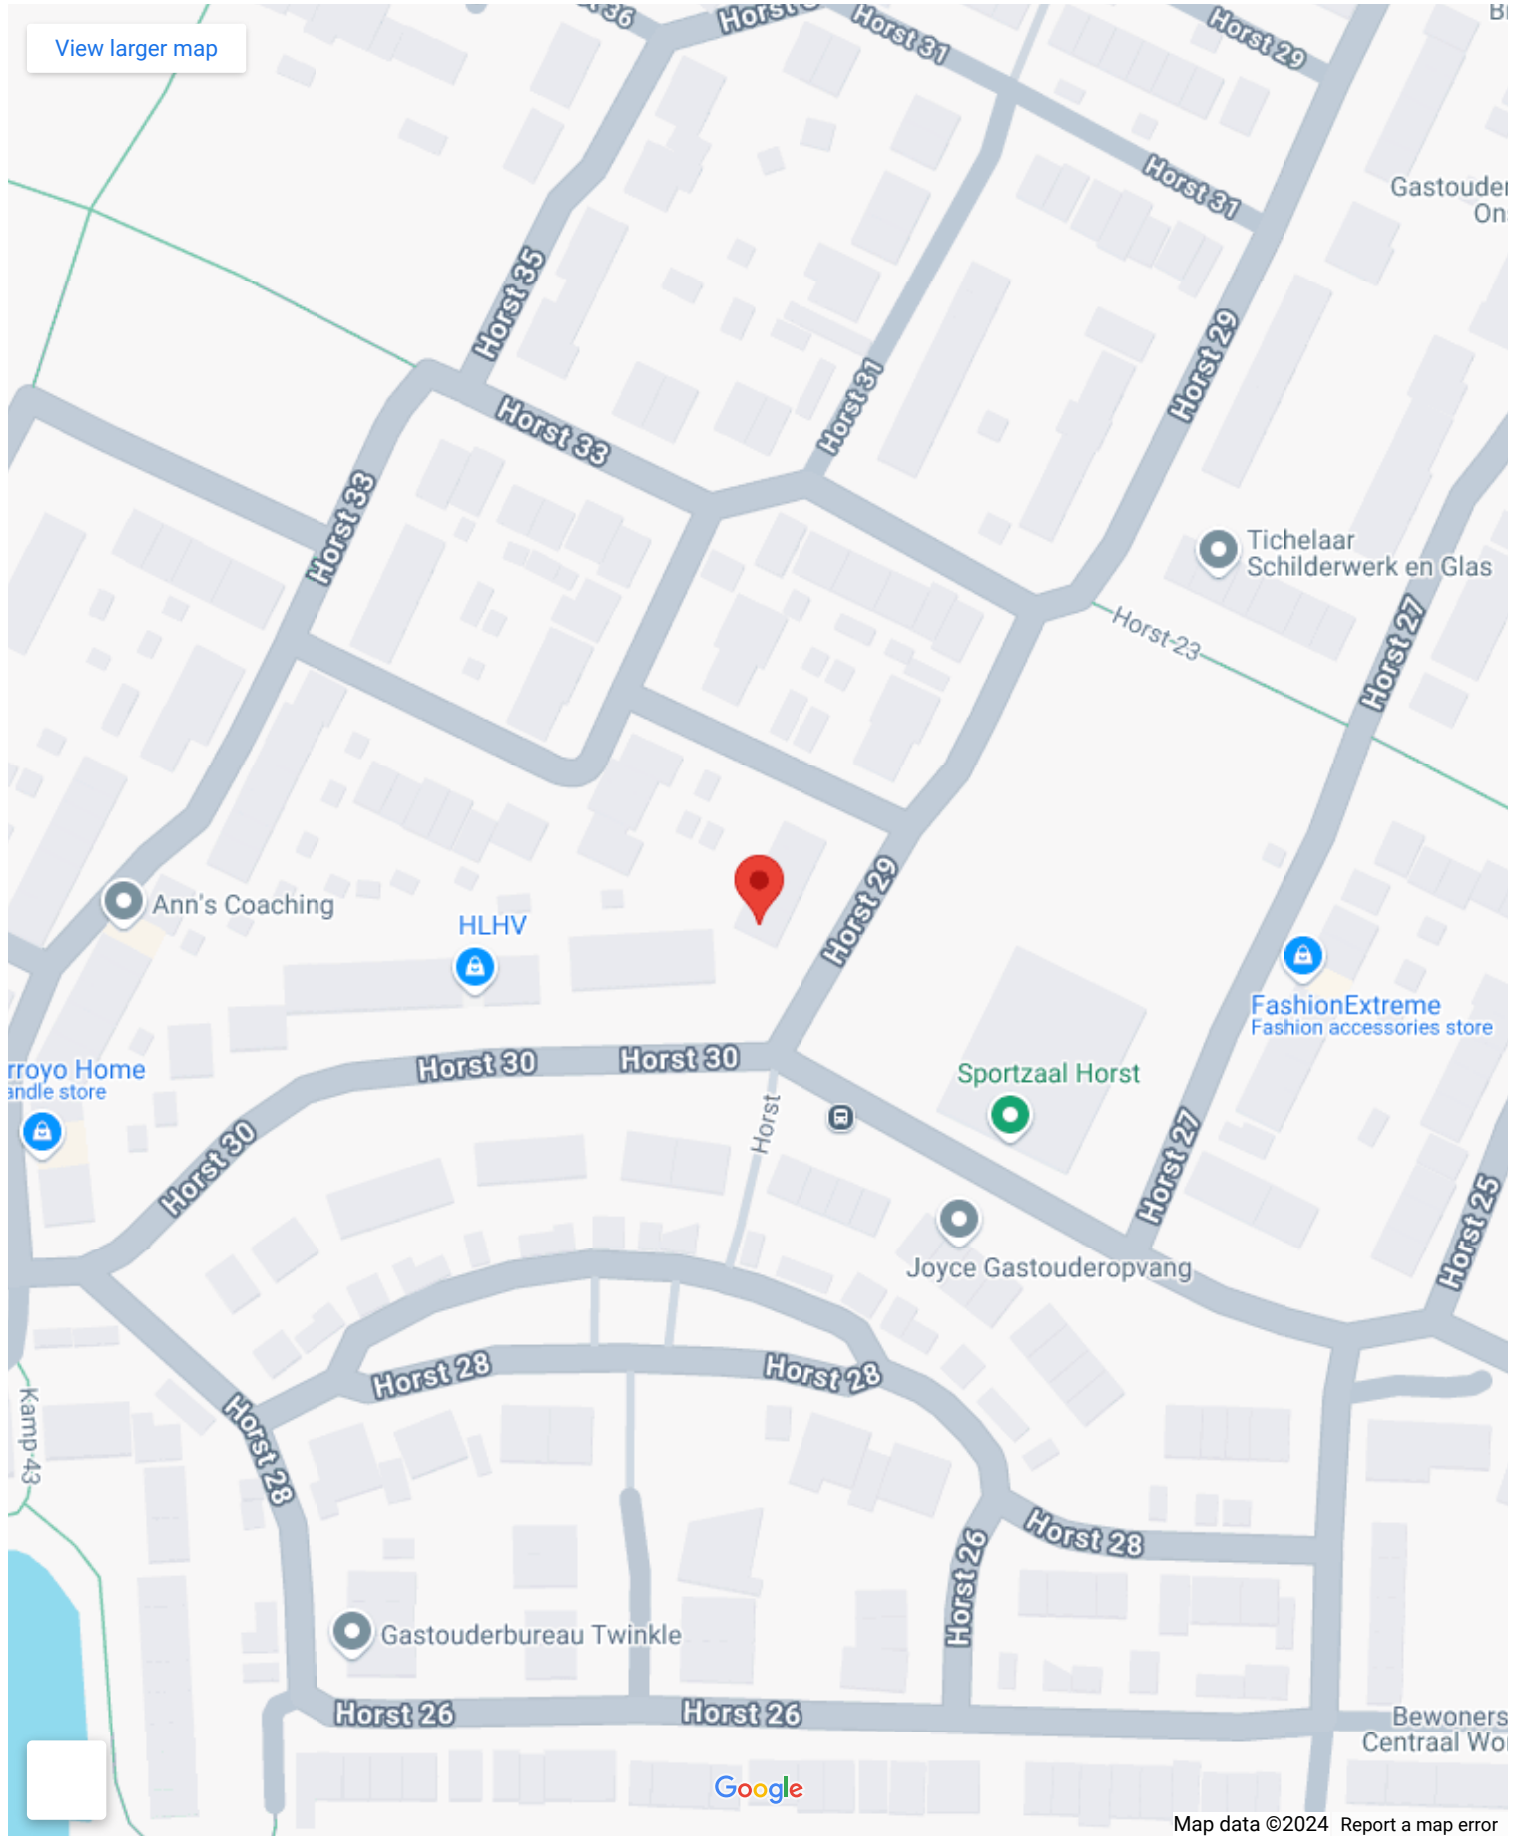 View larger map
Horst 31
Horst 29
Horst 31
Gastouder
On
Horst 35
Horst 29
Horst 31
Horst 33
Horst 33
Tichelaar
Schilderwerk en Glas
Horst 23
Horst 27
Horst 29
Ann's Coaching
HLHV
FashionExtreme
Fashion accessories store
Horst 30
Horst 30
rroyo Home
andle store
Sportzaal Horst
Horst
Horst 30
Horst 27
Horst 25
Joyce Gastouderopvang
Horst 28
Horst 28
Kamp 43
Horst 28
Horst 28
Horst 26
Gastouderbureau Twinkle
Horst 26
Horst 26
Bewoners
Centraal Wo
Google
Map data ©2024
Report a map error